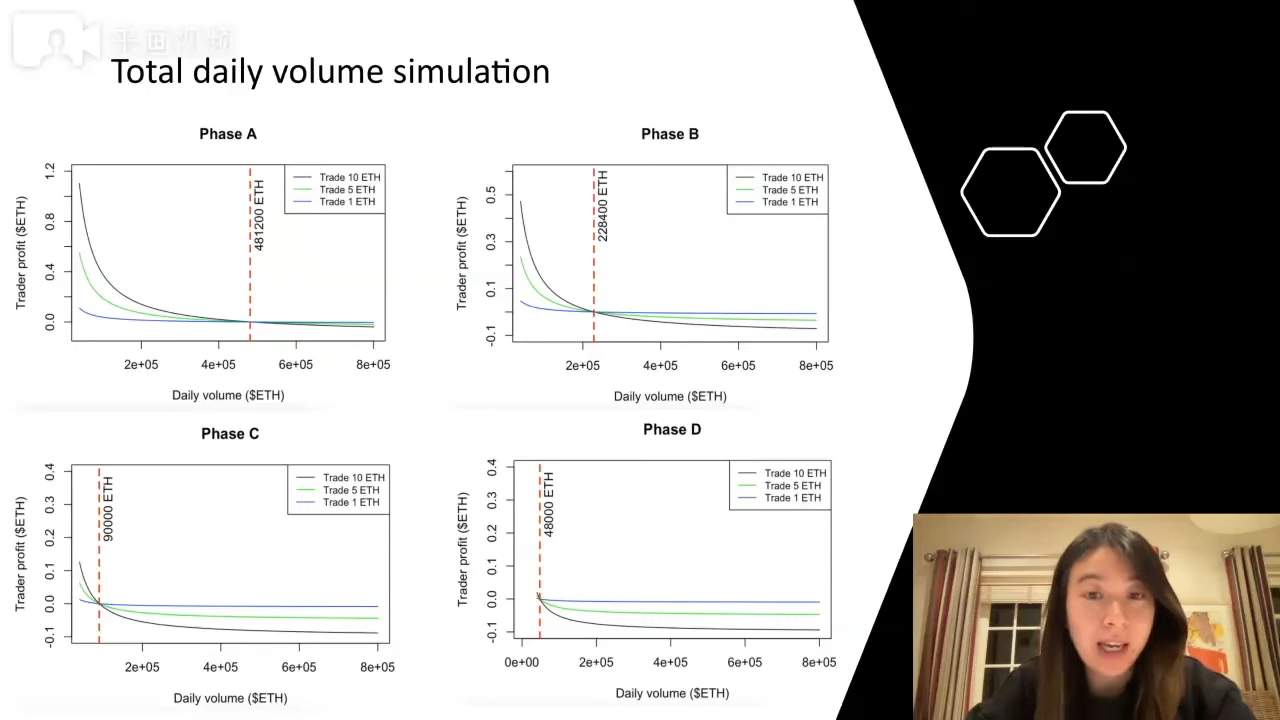 Total daily volume simulation
Phase A
Trader profit ($ETH)
1.2
0.8
0.4
0.0
481200 ETH
Trade 10 ETH
Trade 5 ETH
Trade 1 ETH
2e+05 4e+05 6e+05 8e+05
Daily volume ($ETH)
Phase B
Trader profit ($ETH)
0.5
0.3
0.1
-0.1
228400 ETH
Trade 10 ETH
Trade 5 ETH
Trade 1 ETH
2e+05 4e+05 6e+05 8e+05
Daily volume ($ETH)
Phase C
Trader profit ($ETH)
0.4
0.3
0.2
0.1
0.0
-0.1
90000 ETH
Trade 10 ETH
Trade 5 ETH
Trade 1 ETH
2e+05 4e+05 6e+05 8e+05
Daily volume ($ETH)
Phase D
Trader profit ($ETH)
0.4
0.3
0.2
0.1
0.0
-0.1
48000 ETH
Trade 10 ETH
Trade 5 ETH
Trade 1 ETH
0e+00 2e+05 4e+05 6e+05 8e+05
Daily volume ($ETH)